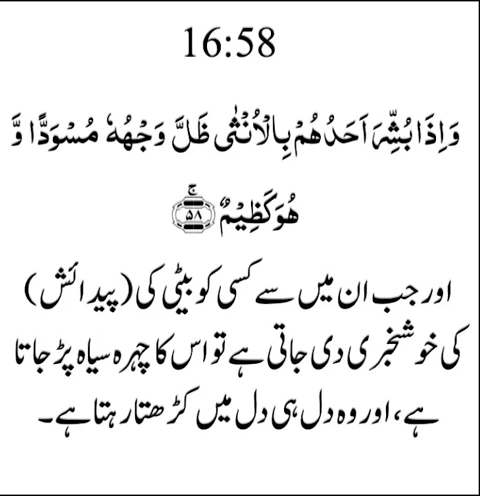 16:58
وَاِذَا بُشِّرَ اَحَدُهُمۡ بِالۡاُنۡثٰى ظَلَّ وَجۡهُهٗ مُسۡوَدًّا وَّ
هُوَ كَظِيۡمٌ‌ۚ ‏﴿۵۸﴾
اور جب ان میں سے کسی کو بیٹی کی (پیدائش)
کی خوشخبری دی جاتی ہے تو اس کا چہرہ سیاہ پڑ جاتا
ہے، اور وہ دل ہی دل میں کڑھتا رہتا ہے۔